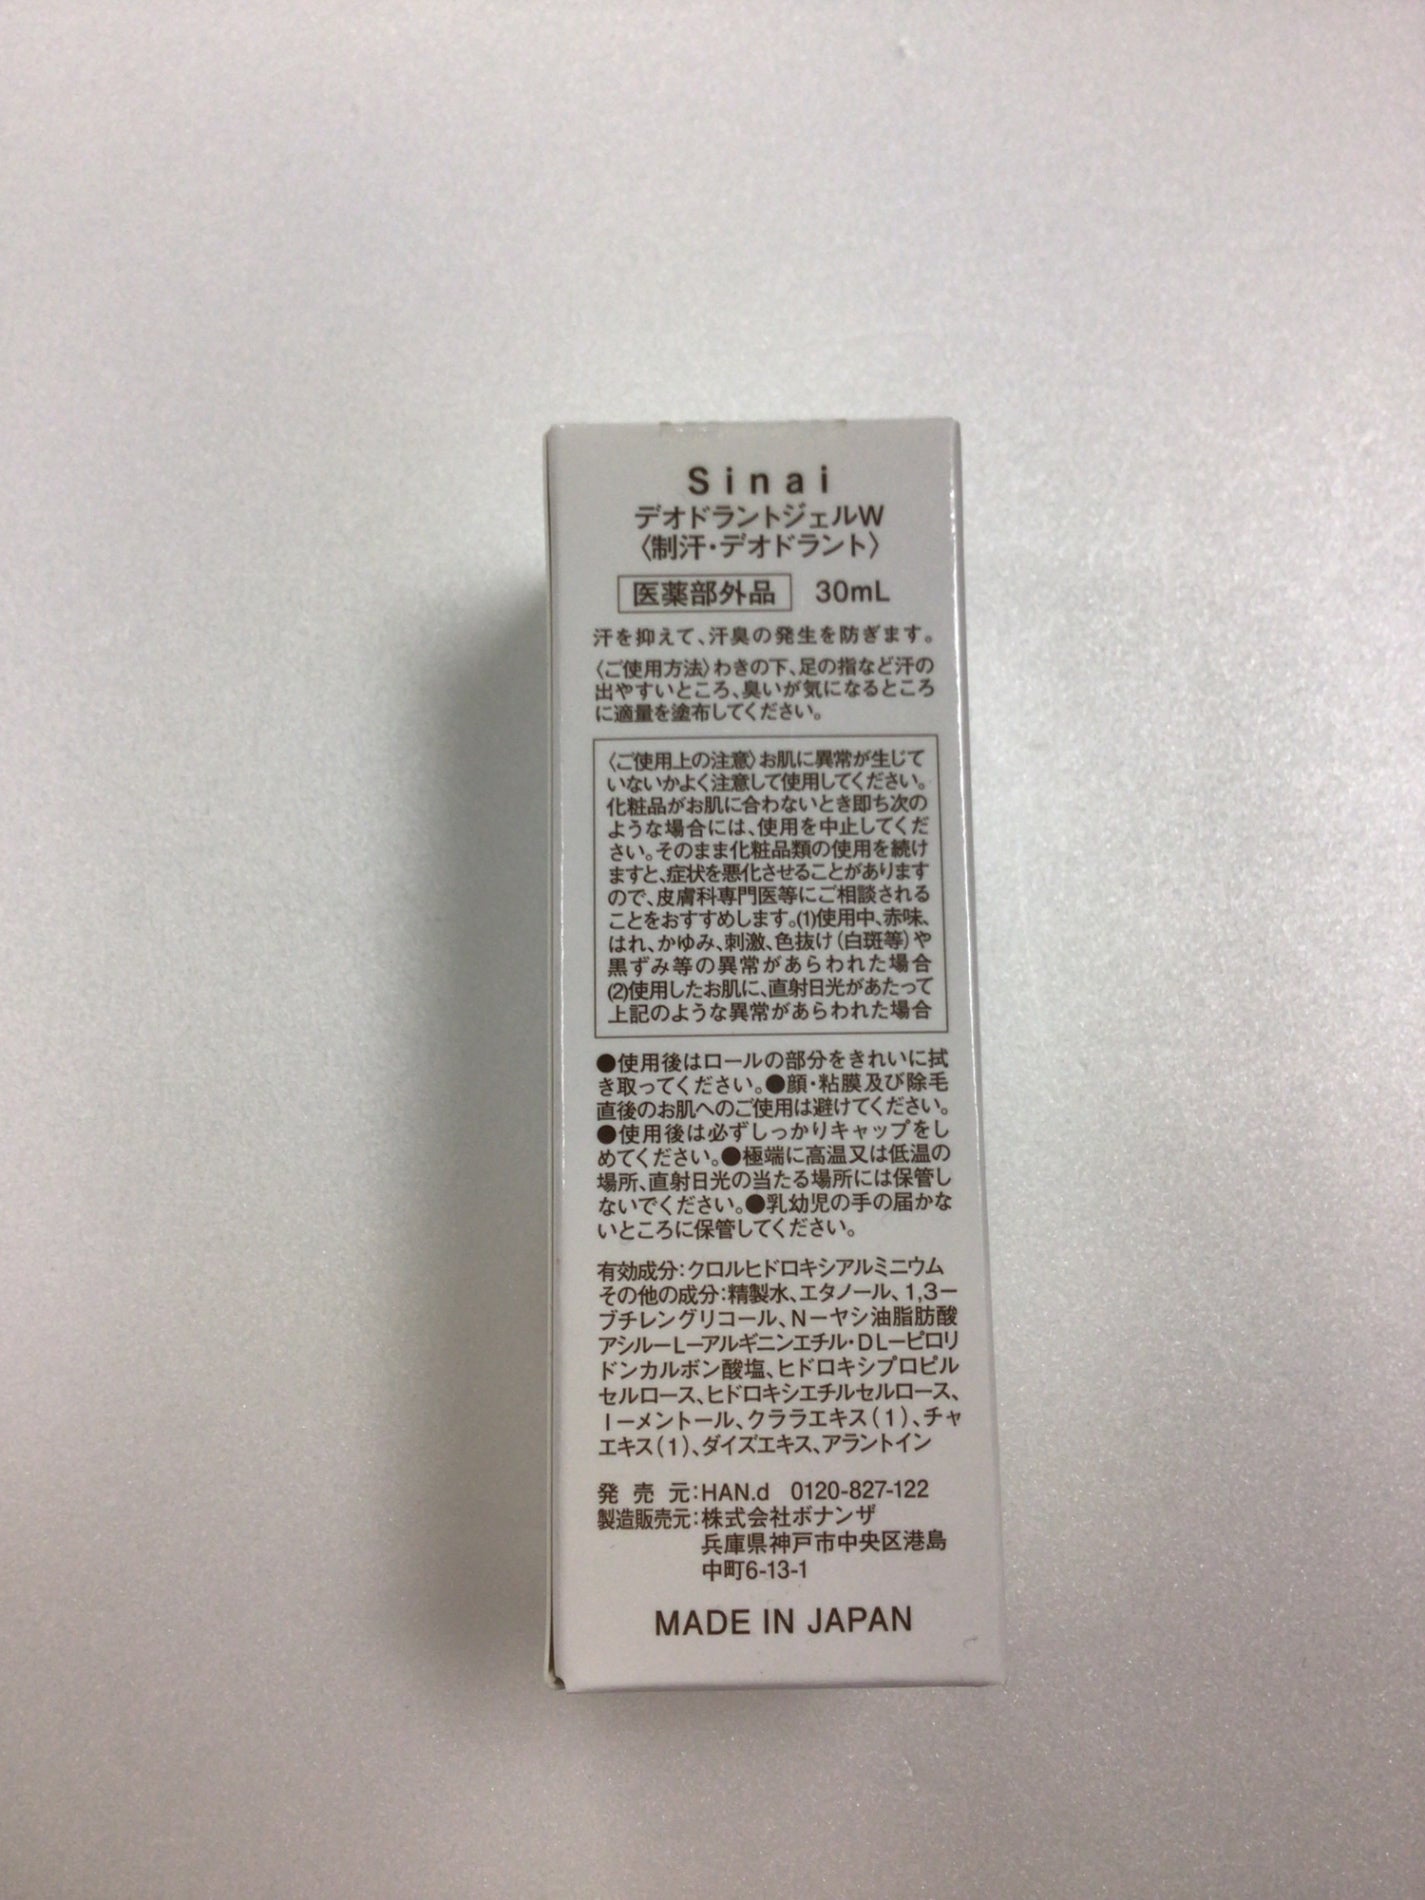 Sinai
デオドラントジェルW
〈制汗・デオドラント〉
医薬部外品 30mL
汗を抑えて、汗臭の発生を防ぎます。
〈ご使用方法〉わきの下、足の指など汗の
出やすいところ、臭いが気になるところ
に適量を塗布してください。
〈ご使用上の注意〉お肌に異常が生じて
いないかよく注意して使用してください。
化粧品がお肌に合わないとき即ち次の
ような場合には、使用を中止してくだ
さい。そのまま化粧品類の使用を続け
ますと、症状を悪化させることがあります
ので、皮膚科専門医等にご相談される
ことをおすすめします。(1)使用中、赤味、
はれ、かゆみ、刺激、色抜け(白斑等)や
黒ずみ等の異常があらわれた場合
(2)使用したお肌に、直射日光があたって
上記のような異常があらわれた場合
●使用後はロールの部分をきれいに拭
き取ってください。●顔・粘膜及び除毛
直後のお肌へのご使用は避けてください。
●使用後は必ずしっかりキャップをし
めてください。●極端に高温又は低温の
場所、直射日光の当たる場所には保管し
ないでください。●乳幼児の手の届かな
いところに保管してください。
有効成分:クロルヒドロキシアルミニウム
その他の成分:精製水、エタノール、1,3ー
ブチレングリコール、Nーヤシ油脂肪酸
アシルーLーアルギニンエチル・DLーピロリ
ドンカルボン酸塩、ヒドロキシプロピル
セルロース、ヒドロキシエチルセルロース、
lーメントール、クララエキス(1)、チャ
エキス(1)、ダイズエキス、アラントイン
発売元:HAN.d 0120-827-122
製造販売元:株式会社ボナンザ
兵庫県神戸市中央区港島
中町6-13-1
MADE IN JAPAN